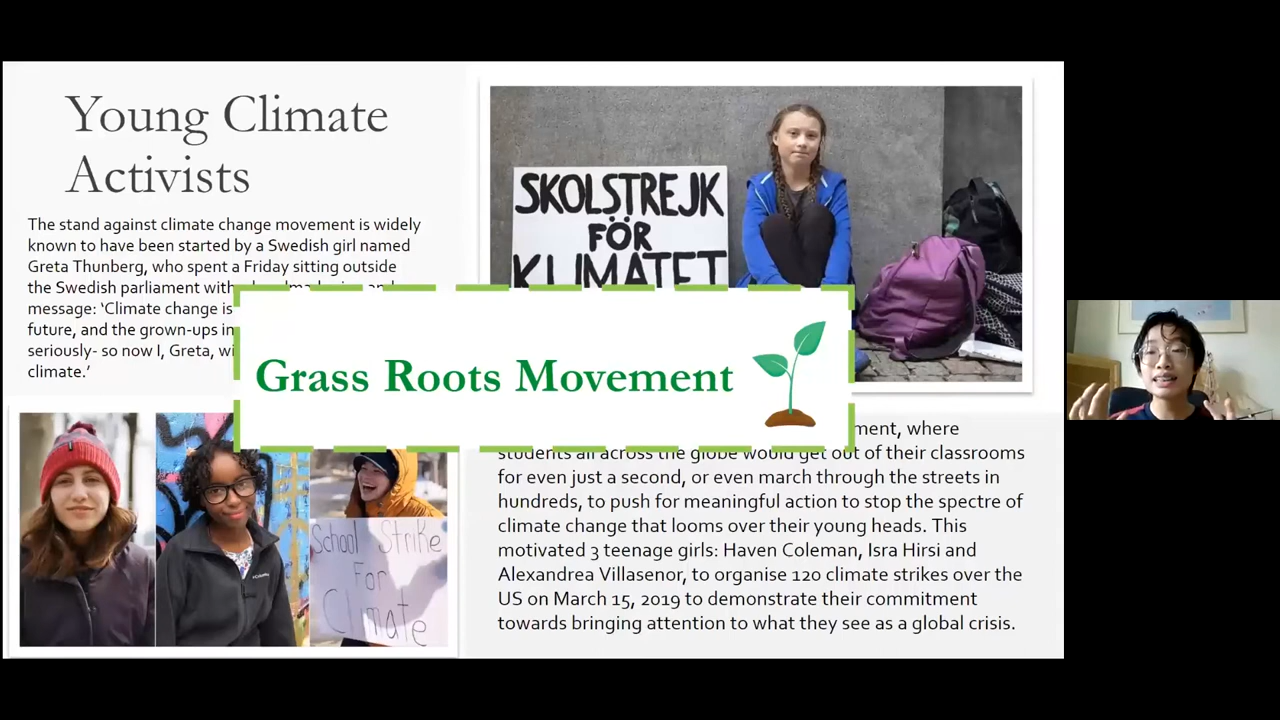 Young Climate
Activists
The stand against climate change movement is widely
known to have been started by a Swedish girl named
Greta Thunberg, who spent a Friday sitting outside
the Swedish parliament with
message: ‘Climate change is
future, and the grown-ups in
seriously- so now I, Greta,
climate.’
SKOLSTREJK
FÖR
KLIMATET
Grass Roots Movement
where
students all across the globe would get out of their classrooms
for even just a second, or even march through the streets in
hundreds, to push for meaningful action to stop the spectre of
climate change that looms over their young heads. This
motivated 3 teenage girls: Haven Coleman, Isra Hirsi and
Alexandrea Villasenor, to organise 120 climate strikes over the
US on March 15, 2019 to demonstrate their commitment
towards bringing attention to what they see as a global crisis.
School Strike
For
Climate
Columbia